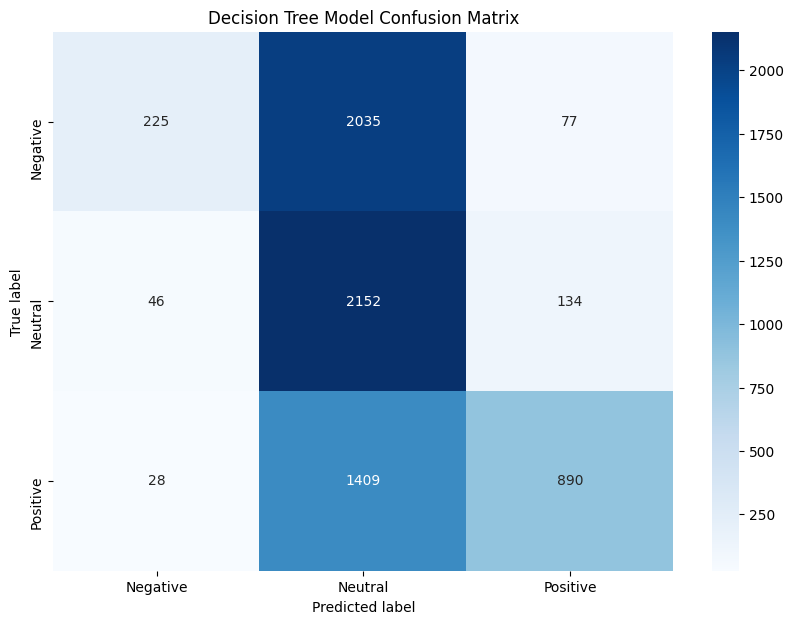 Decision Tree Model Confusion Matrix
True label
Negative
Neutral
Positive
225 2035 77
46 2152 134
28 1409 890
Negative Neutral Positive
Predicted label
2000
1750
1500
1250
1000
750
500
250